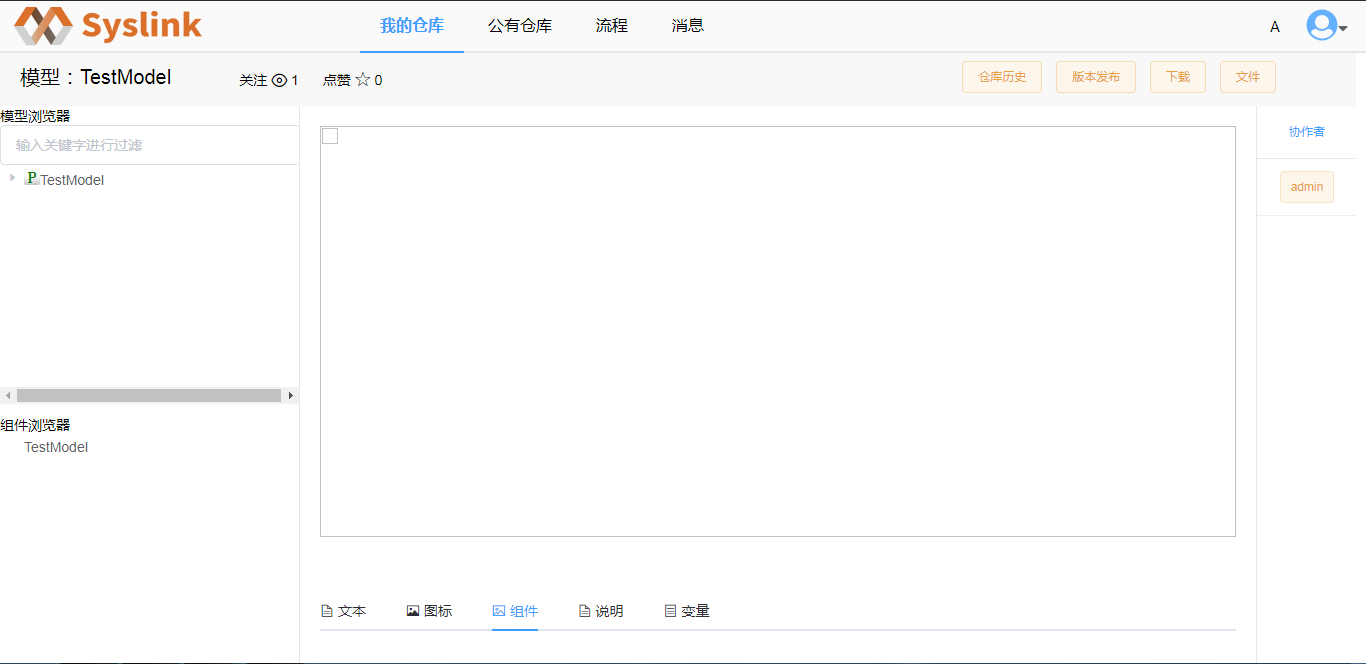 Syslink
我的仓库 公有仓库 流程 消息 A
模型：TestModel 关注 1 点赞 0 仓库历史 版本发布 下载 文件
模型浏览器
输入关键字进行过滤
P TestModel
组件浏览器
TestModel
文本 图标 组件 说明 变量
协作者
admin